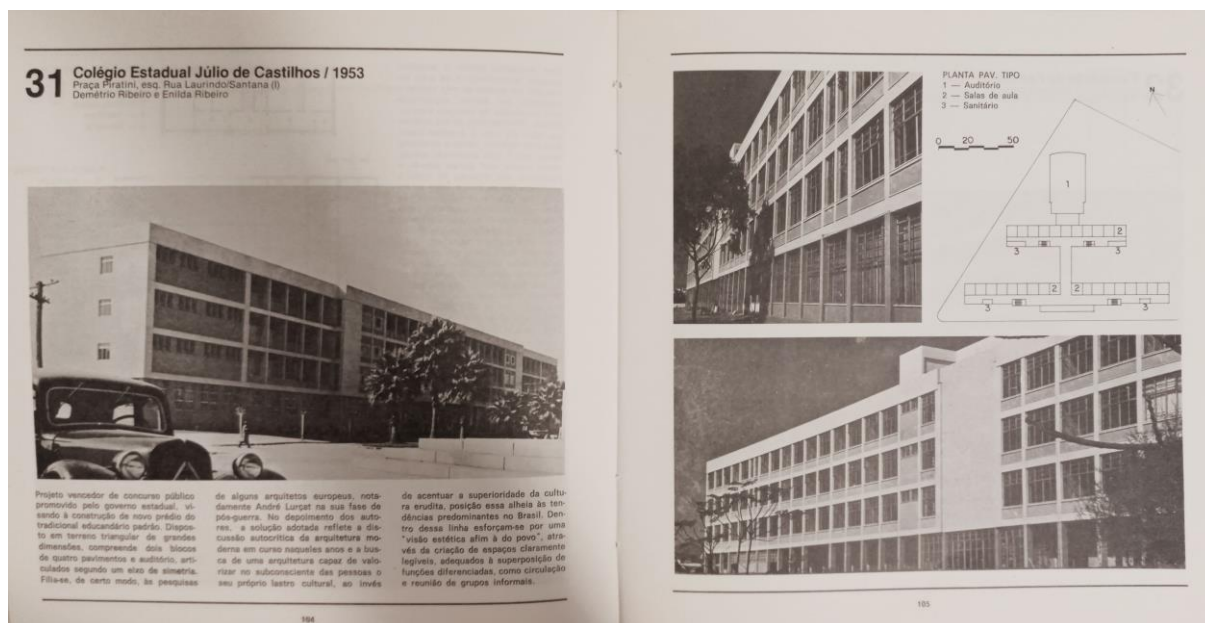 31 Colégio Estadual Júlio de Castilhos / 1953
Praça Piratini, esq. Rua Laurindo/Santana (I)
Demétrio Ribeiro e Enilda Ribeiro
Projeto vencedor de concurso público
promovido pelo governo estadual, vi-
sando à construção de novo prédio do
tradicional educandário padrão. Dispos-
to em terreno triangular de grandes
dimensões, compreende dois blocos
de quatro pavimentos e auditório, arti-
culados segundo um eixo de simetria.
Filia-se, de certo modo, às pesquisas
de alguns arquitetos europeus, nota-
damente André Lurçat na sua fase de
pós-guerra. No depoimento dos auto-
res, a solução adotada reflete a dis-
cussão autocrítica da arquitetura mo-
derna em curso naqueles anos e a bus-
ca de uma arquitetura capaz de valo-
rizar no subconsciente das pessoas o
seu próprio lastro cultural, ao invés
de acentuar a superioridade da cultu-
ra erudita, posição essa alheia às ten-
dências predominantes no Brasil. Den-
tro dessa linha esforçam-se por uma
"visão estética afim à do povo", atra-
vés da criação de espaços claramente
legíveis, adequados à superposição de
funções diferenciadas, como circulação
e reunião de grupos informais.
164
PLANTA PAV. TIPO
1 — Auditório
2 — Salas de aula
3 — Sanitário
N
0 20 50
1
2
3 3
2 2
3 3
165